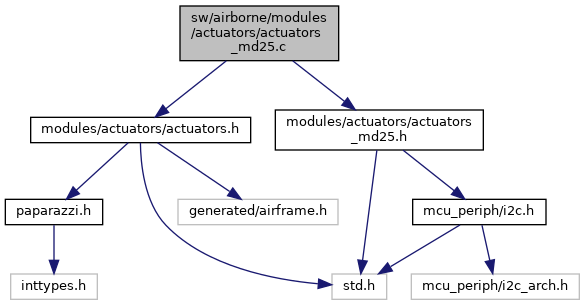 sw/airborne/modules
/actuators/actuators
_md25.c
modules/actuators/actuators.h
modules/actuators/actuators
_md25.h
paparazzi.h
generated/airframe.h
mcu_periph/i2c.h
inttypes.h
std.h
mcu_periph/i2c_arch.h